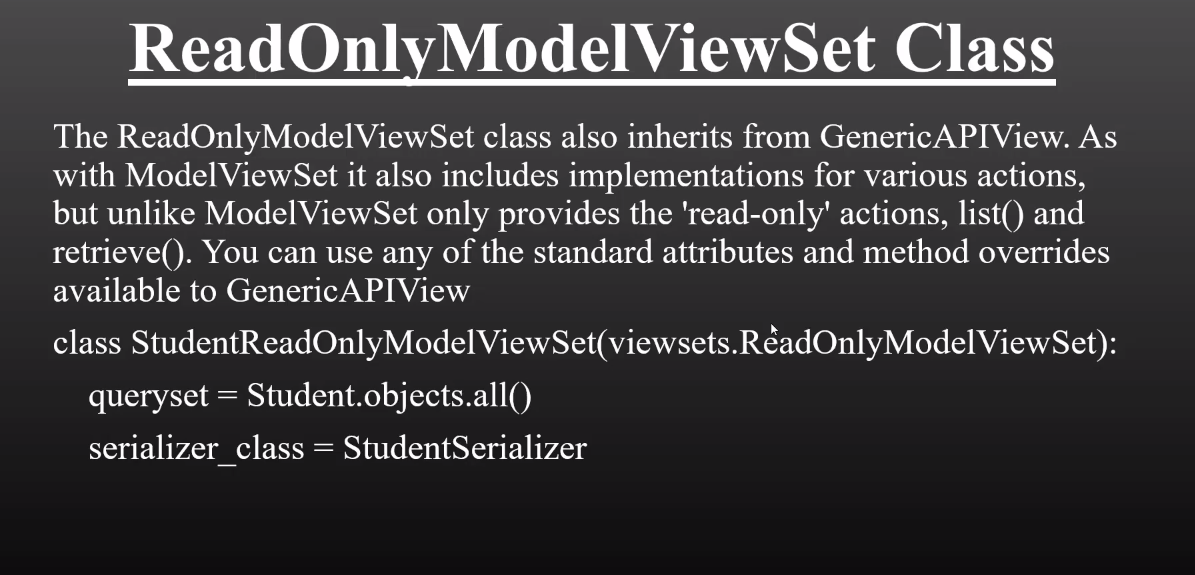 ReadOnlyModelViewSet Class
The ReadOnlyModelViewSet class also inherits from GenericAPIView. As
with ModelViewSet it also includes implementations for various actions,
but unlike ModelViewSet only provides the 'read-only' actions, list() and
retrieve(). You can use any of the standard attributes and method overrides
available to GenericAPIView
class StudentReadOnlyModelViewSet(viewsets.ReadOnlyModelViewSet):
queryset = Student.objects.all()
serializer_class = StudentSerializer